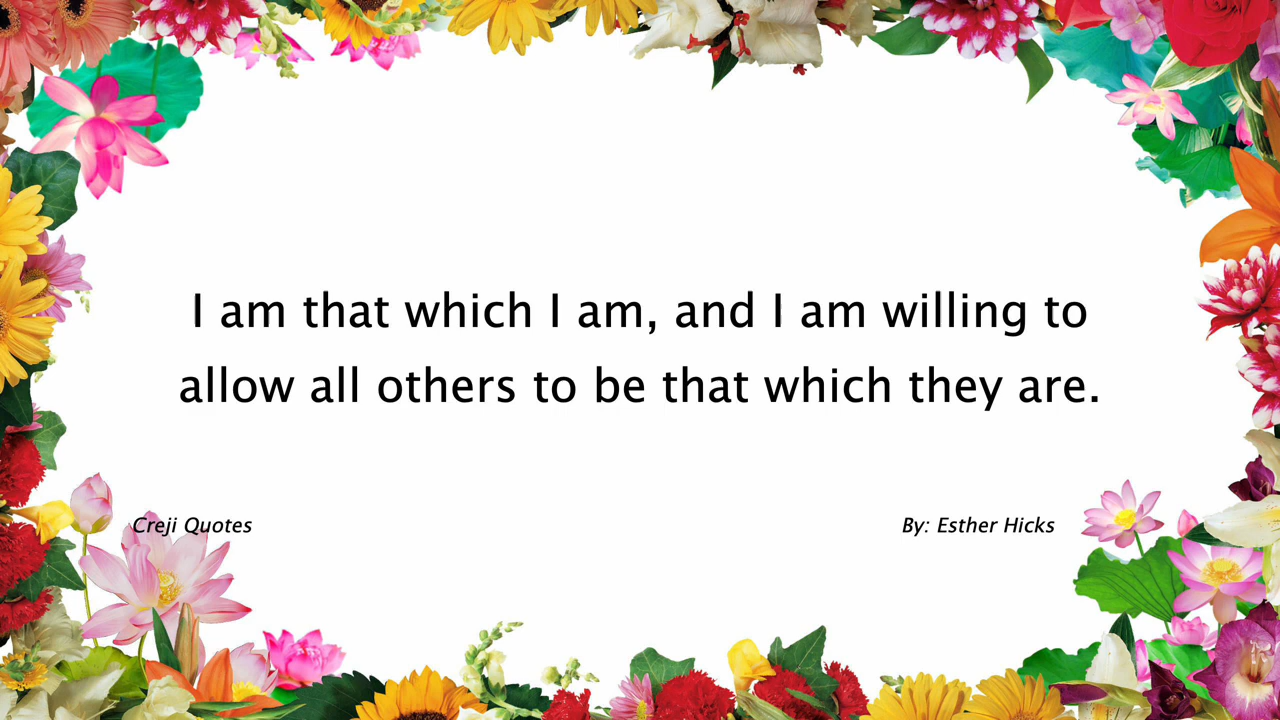 I am that which I am, and I am willing to
allow all others to be that which they are.
Creji Quotes
By: Esther Hicks